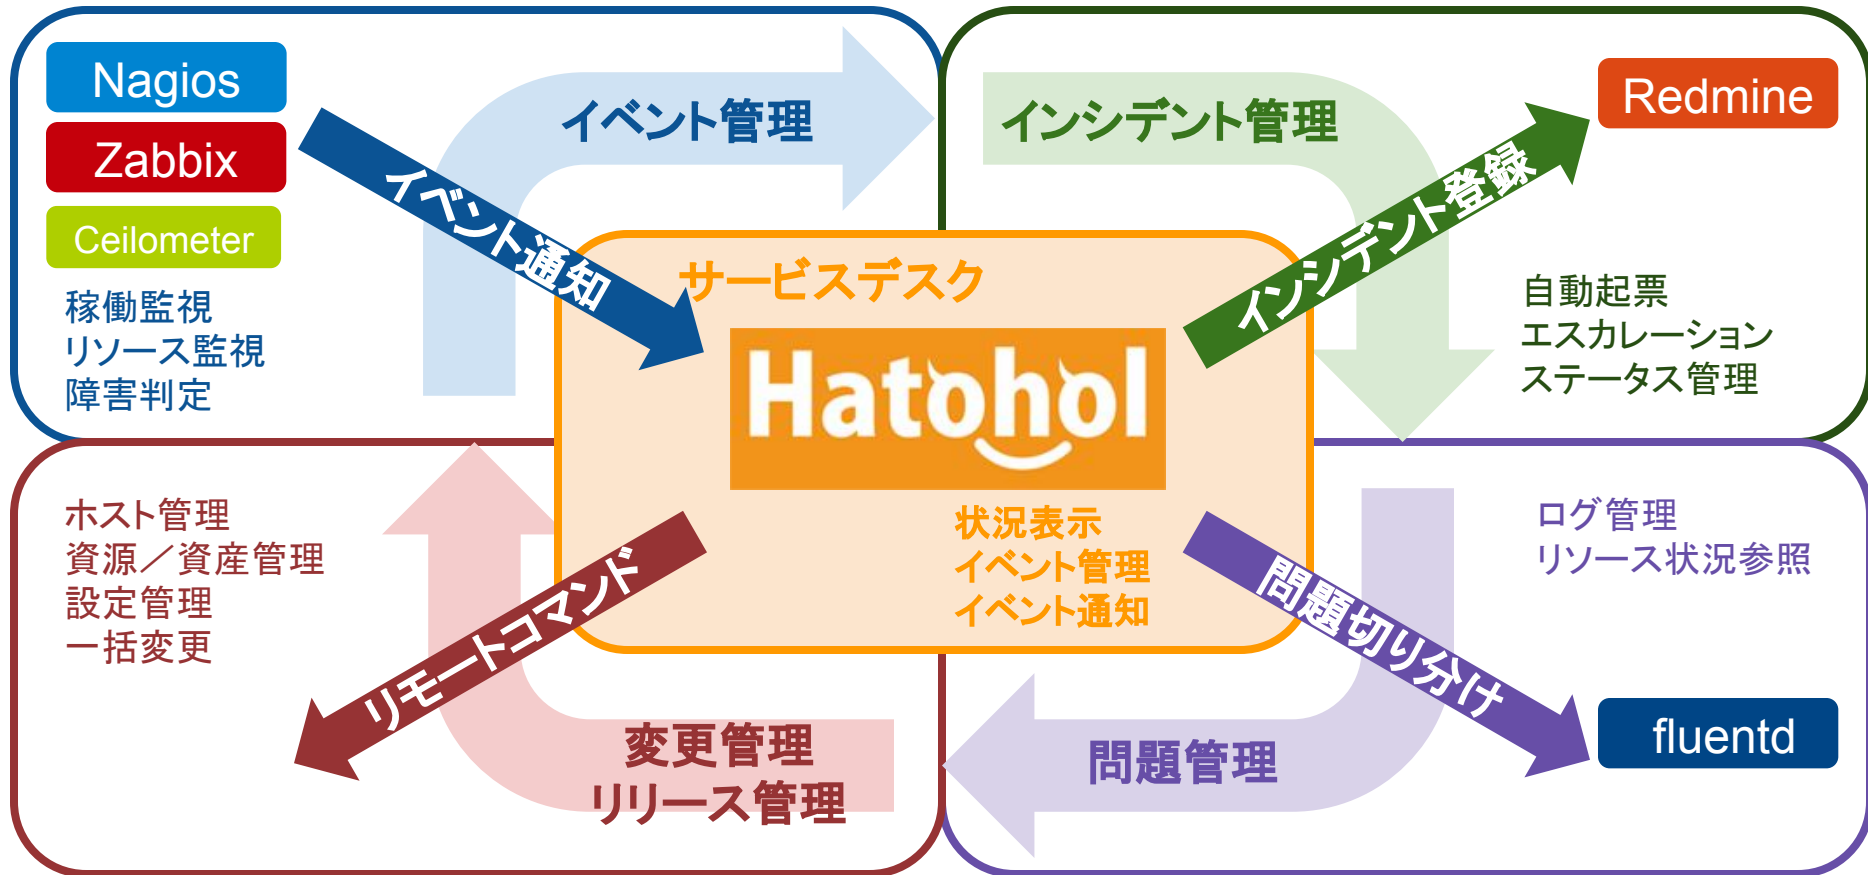 Nagios
Zabbix
Ceilometer
稼働監視
リソース監視
障害判定
イベント管理
イベント通知
インシデント管理
インシデント登録
Redmine
自動起票
エスカレーション
ステータス管理
サービスデスク
Hatohol
状況表示
イベント管理
イベント通知
ホスト管理
資源／資産管理
設定管理
一括変更
リモートコマンド
変更管理
リリース管理
ログ管理
リソース状況参照
問題切り分け
問題管理
fluentd